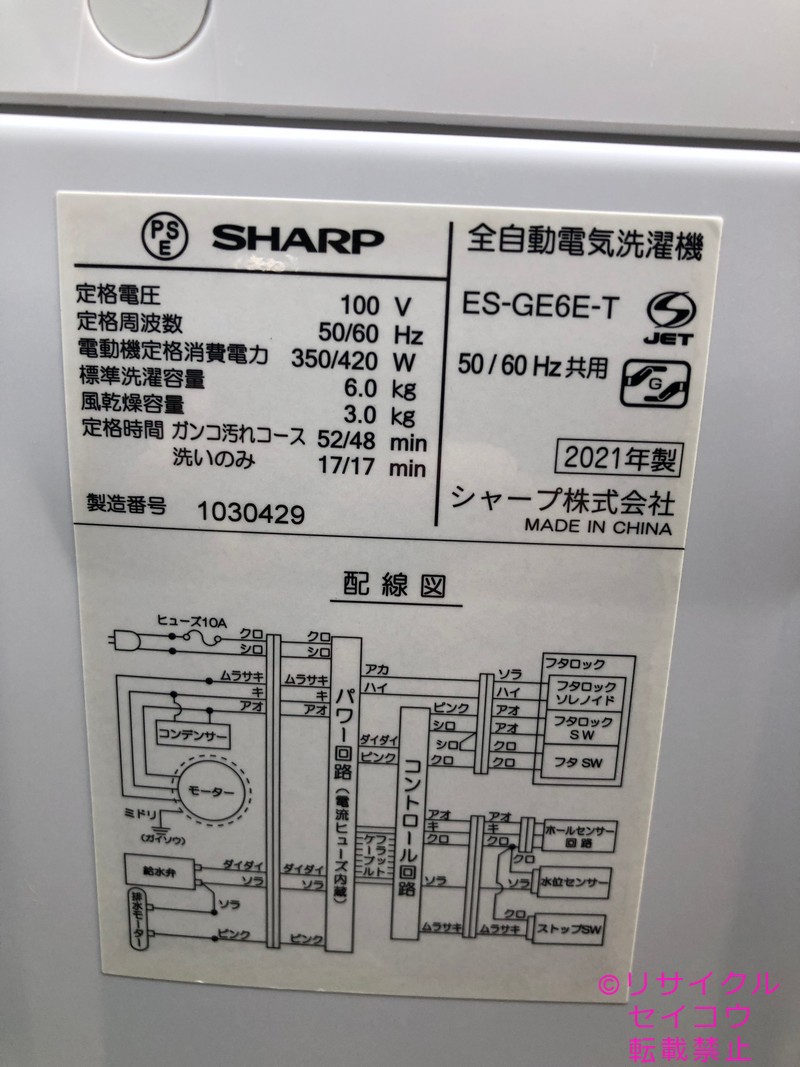 PSE SHARP
定格電圧 100 V
定格周波数 50/60 Hz
電動機定格消費電力 350/420 W
標準洗濯容量 6.0 kg
風乾燥容量 3.0 kg
定格時間 ガンコ汚れコース 52/48 min
洗いのみ 17/17 min
製造番号 1030429
全自動電気洗濯機
ES-GE6E-T
JET
50/60 Hz 共用
G
2021年製
シャープ株式会社
MADE IN CHINA
配線図
ヒューズ10A
クロ クロ
シロ シロ
ムラサキ ムラサキ
キ キ
アオ アオ
コンデンサー
モーター
ミドリ
(ガイソウ)
給水弁
ダイダイ ダイダイ
ソラ ソラ
排水モーター
ソラ
ピンク ピンク
パワー回路(電流ヒューズ内蔵)
アカ
ハイ
ダイダイ
ピンク
フラットケーブル
コントロール回路
ピンク
シロ
シロ
クロ
ソラ
ハイ
アオ
アオ
クロ
クロ
フタロック
フタロック
ソレノイド
フタロック
SW
フタSW
アオ アオ
キ キ
クロ クロ
クロ
ホールセンサー
回路
ソラ ソラ
水位センサー
クロ
ムラサキ ムラサキ
ストップSW
©リサイクル
セイコウ
転載禁止